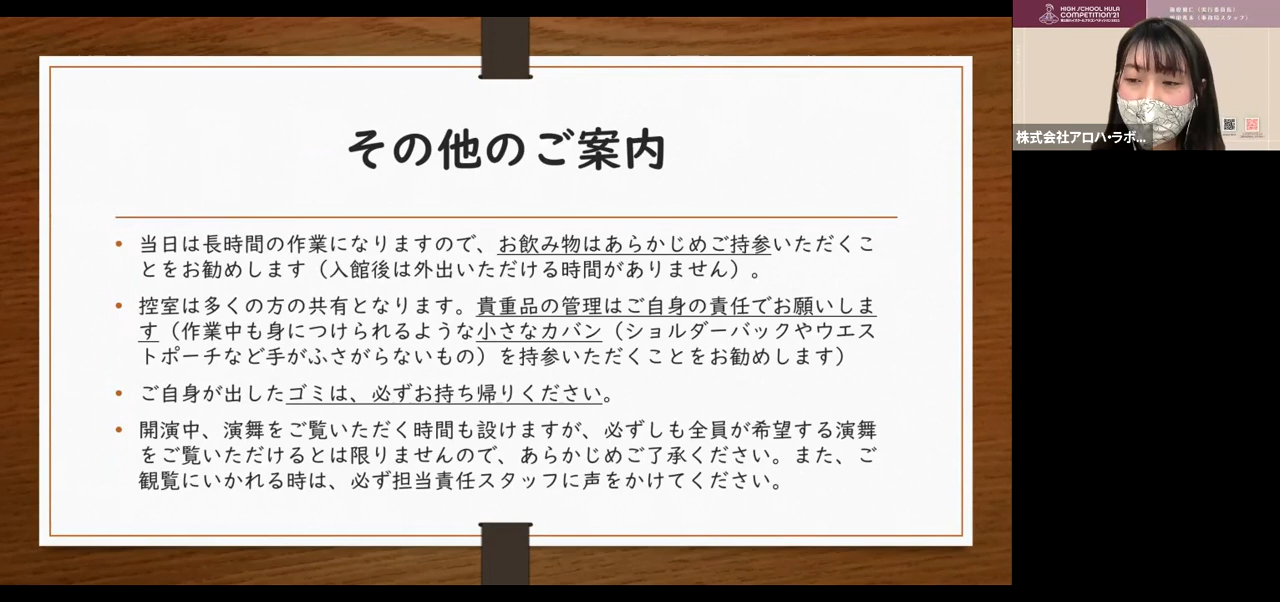 その他のご案内
• 当日は長時間の作業になりますので、お飲み物はあらかじめご持参いただくこ
とをお勧めします（入館後は外出いただける時間がありません）。
• 控室は多くの方の共有となります。貴重品の管理はご自身の責任でお願いしま
す（作業中も身につけられるような小さなカバン（ショルダーバックやウエス
トポーチなど手がふさがらないもの）を持参いただくことをお勧めします）
• ご自身が出したゴミは、必ずお持ち帰りください。
• 開演中、演舞をご覧いただく時間も設けますが、必ずしも全員が希望する演舞
をご覧いただけるとは限りませんので、あらかじめご了承ください。また、ご
観覧にいかれる時は、必ず担当責任スタッフに声をかけてください。
HIGH SCHOOL HULA
COMPETITION'21
株式会社アロハ・ラボ...